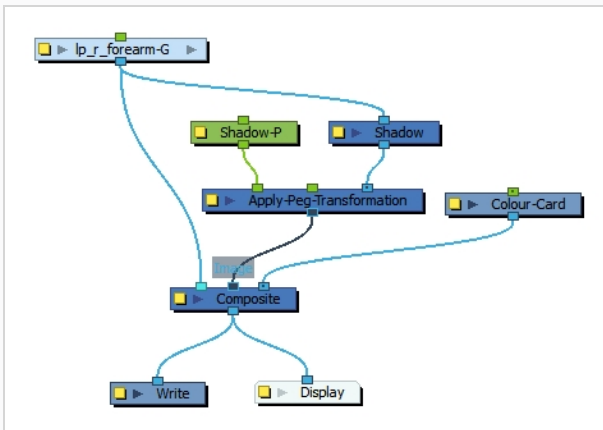 lp_r_forearm-G
Shadow-P
Shadow
Apply-Peg-Transformation
Colour-Card
Image
Composite
Write
Display